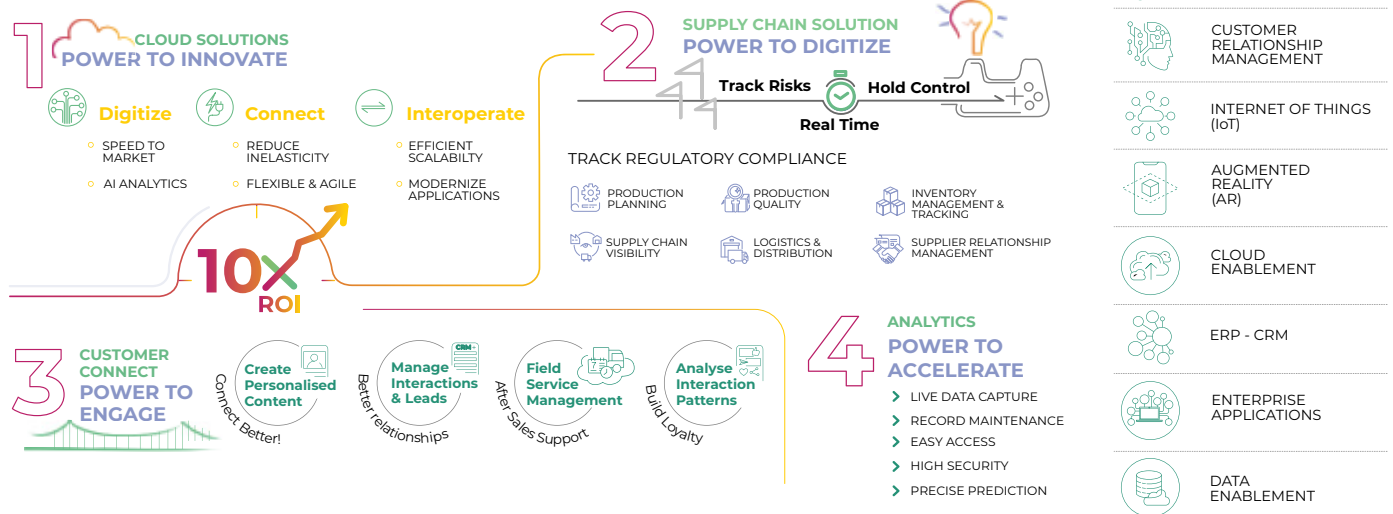 1
CLOUD SOLUTIONS
POWER TO INNOVATE
Digitize
SPEED TO
MARKET
AI ANALYTICS
Connect
REDUCE
INELASTICITY
FLEXIBLE & AGILE
Interoperate
EFFICIENT
SCALABILTY
MODERNIZE
APPLICATIONS
10X
ROI
2
SUPPLY CHAIN SOLUTION
POWER TO DIGITIZE
Track Risks
Hold Control
Real Time
TRACK REGULATORY COMPLIANCE
PRODUCTION
PLANNING
PRODUCTION
QUALITY
INVENTORY
MANAGEMENT &
TRACKING
SUPPLY CHAIN
VISIBILITY
LOGISTICS &
DISTRIBUTION
SUPPLIER RELATIONSHIP
MANAGEMENT
3
CUSTOMER
CONNECT
POWER TO
ENGAGE
Create
Personalised
Content
Connect Better!
CRM
Manage
Interactions
& Leads
Better relationships
7
Field
Service
Management
After Sales Support
Analyse
Interaction
Patterns
Build Loyalty
4
ANALYTICS
POWER TO
ACCELERATE
LIVE DATA CAPTURE
RECORD MAINTENANCE
EASY ACCESS
HIGH SECURITY
PRECISE PREDICTION
CUSTOMER
RELATIONSHIP
MANAGEMENT
INTERNET OF THINGS
(IoT)
AUGMENTED
REALITY
(AR)
CLOUD
ENABLEMENT
ERP - CRM
ENTERPRISE
APPLICATIONS
DATA
ENABLEMENT